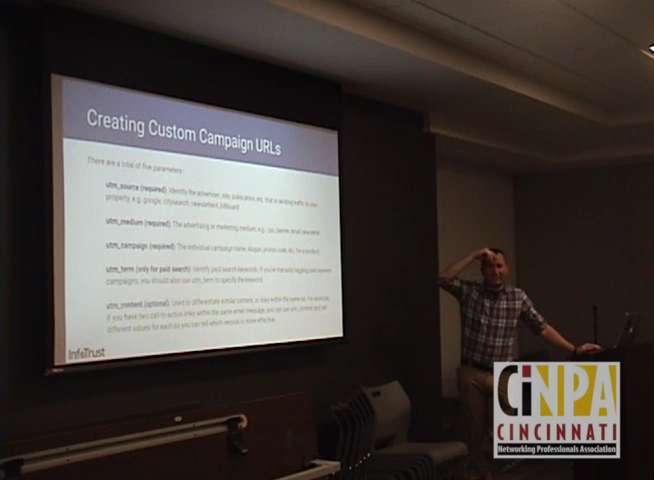 Creating Custom Campaign URLs
There are a total of five parameters
utm_source (required): Identify the advertiser, site, publication, etc. that is sending traffic to your
property, e.g. google, citysearch, newsletter4, billboard.
utm_medium (required): The advertising or marketing medium, e.g.: cpc, banner, email newsletter.
utm_campaign (required): The individual campaign name, slogan, promo code, etc. for a product.
utm_term (only for paid search): Identify paid search keywords. If you're manually tagging paid keyword
campaigns, you should also use utm_term to specify the keyword.
utm_content (optional): Used to differentiate similar content, or links within the same ad. For example,
if you have two call-to-action links within the same email message, you can use utm_content and set
different values for each so you can tell which version is more effective.
InfoTrust
CiNPA
CINCINNATI
Networking Professionals Association